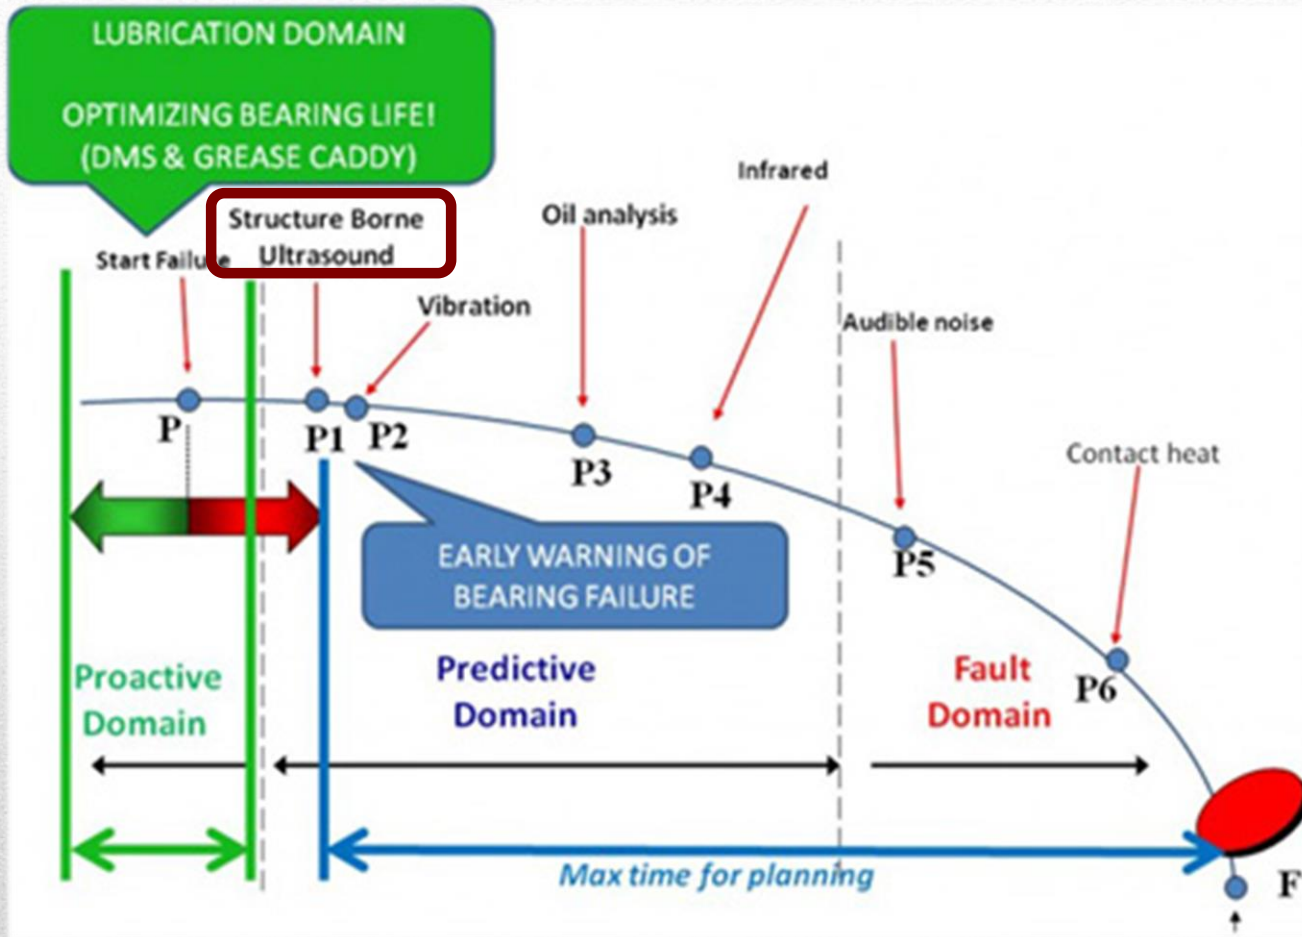 LUBRICATION DOMAIN
OPTIMIZING BEARING LIFE!
(DMS & GREASE CADDY)
Infrared
Structure Borne
Ultrasound
Oil analysis
Start Failure
Vibration
Audible noise
P
P1
P2
P3
P4
Contact heat
EARLY WARNING OF
BEARING FAILURE
P5
Proactive
Domain
Predictive
Domain
Fault
Domain
P6
Max time for planning
F